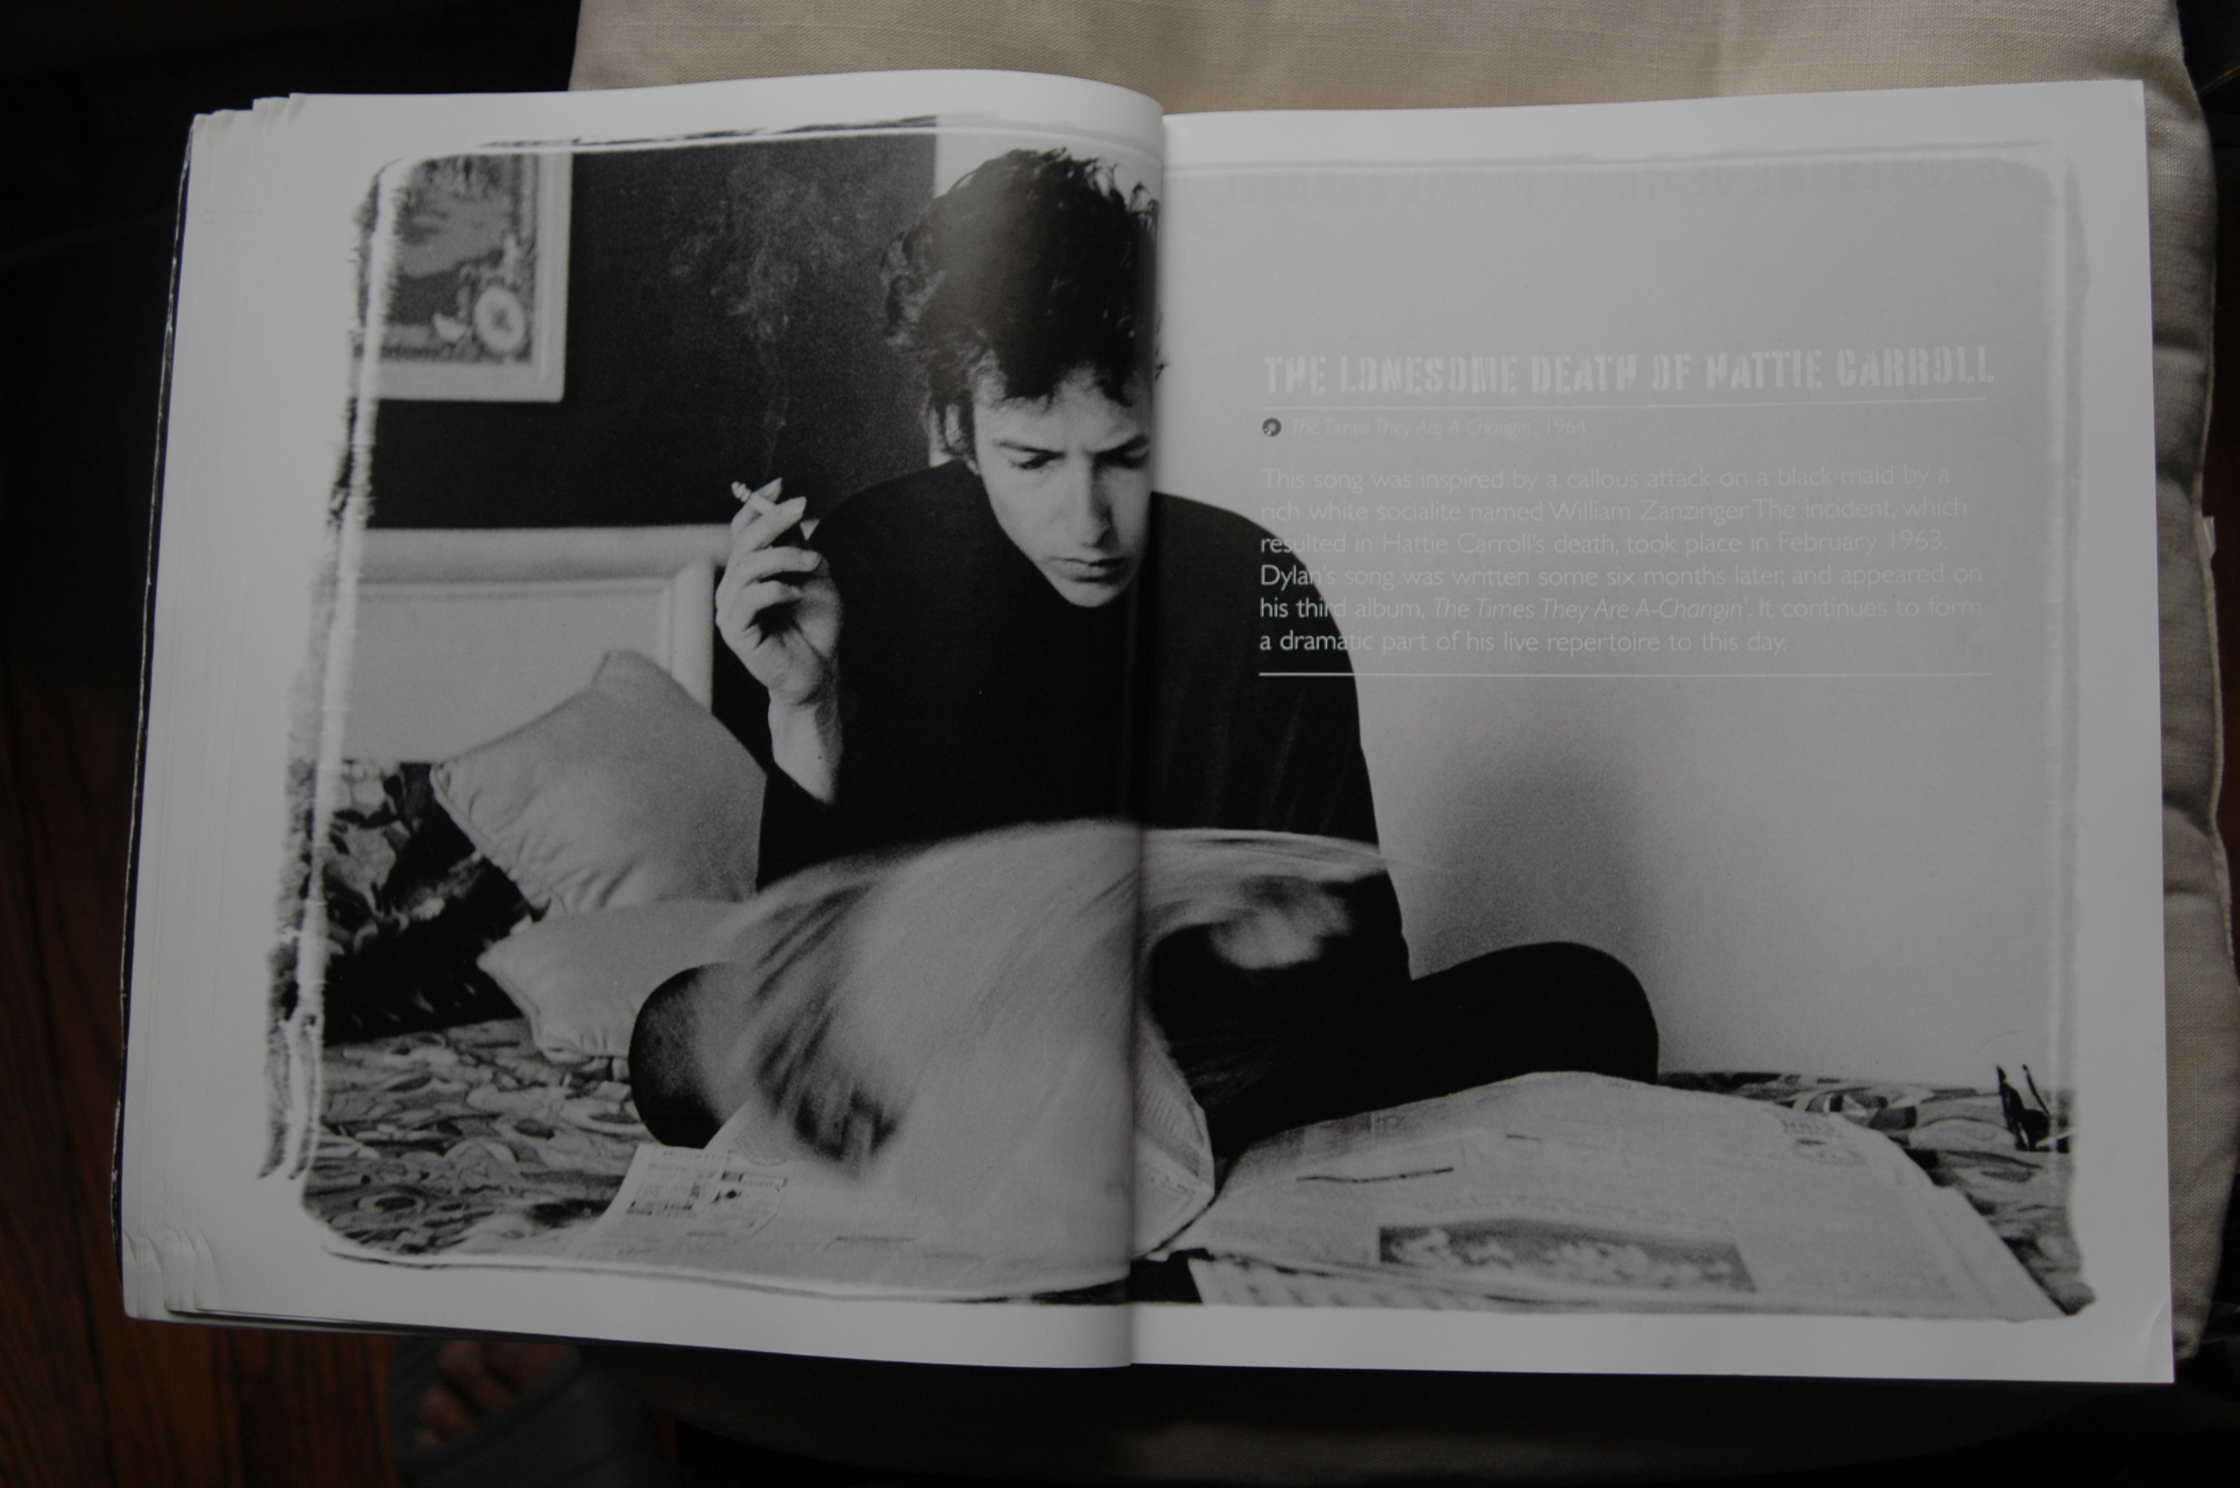 THE LONESOME DEATH OF HATTIE CARROLL
The Times They Are A-Changin', 1964
This song was inspired by a callous attack on a black maid by a
rich white socialite named William Zanzinger. The incident, which
resulted in Hattie Carroll's death, took place in February 1963.
Dylan's song was written some six months later, and appeared on
his third album, The Times They Are A-Changin'. It continues to form
a dramatic part of his live repertoire to this day.